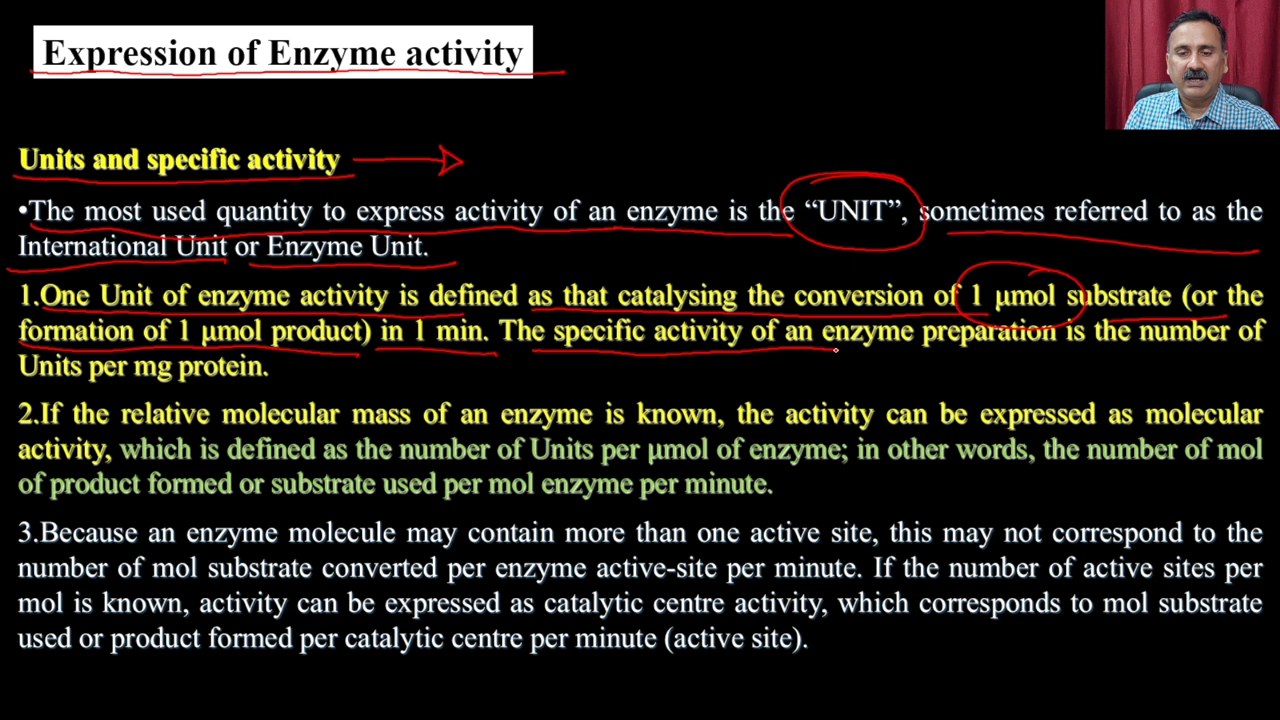 Expression of Enzyme activity
Units and specific activity
•The most used quantity to express activity of an enzyme is the “UNIT”, sometimes referred to as the
International Unit or Enzyme Unit.
1.One Unit of enzyme activity is defined as that catalysing the conversion of 1 μmol substrate (or the
formation of 1 μmol product) in 1 min. The specific activity of an enzyme preparation is the number of
Units per mg protein.
2.If the relative molecular mass of an enzyme is known, the activity can be expressed as molecular
activity, which is defined as the number of Units per μmol of enzyme; in other words, the number of mol
of product formed or substrate used per mol enzyme per minute.
3.Because an enzyme molecule may contain more than one active site, this may not correspond to the
number of mol substrate converted per enzyme active-site per minute. If the number of active sites per
mol is known, activity can be expressed as catalytic centre activity, which corresponds to mol substrate
used or product formed per catalytic centre per minute (active site).